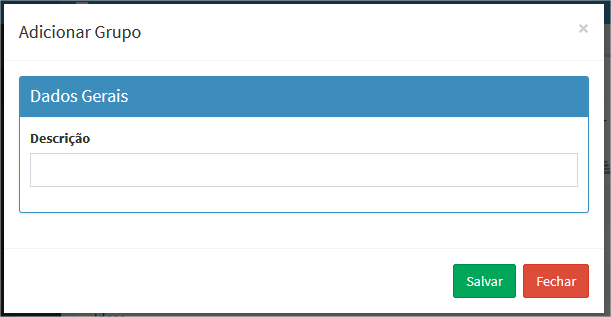 Adicionar Grupo
×
Dados Gerais
Descrição
Salvar
Fechar